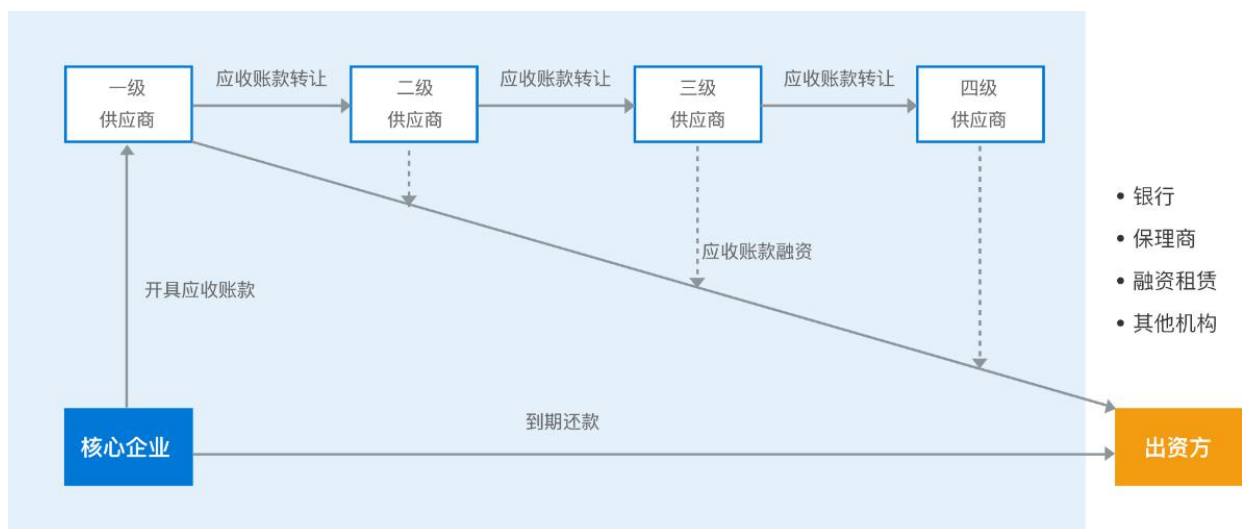 一级
供应商
应收账款转让
二级
供应商
应收账款转让
三级
供应商
应收账款转让
四级
供应商
银行
保理商
融资租赁
其他机构
应收账款融资
开具应收账款
核心企业
到期还款
出资方